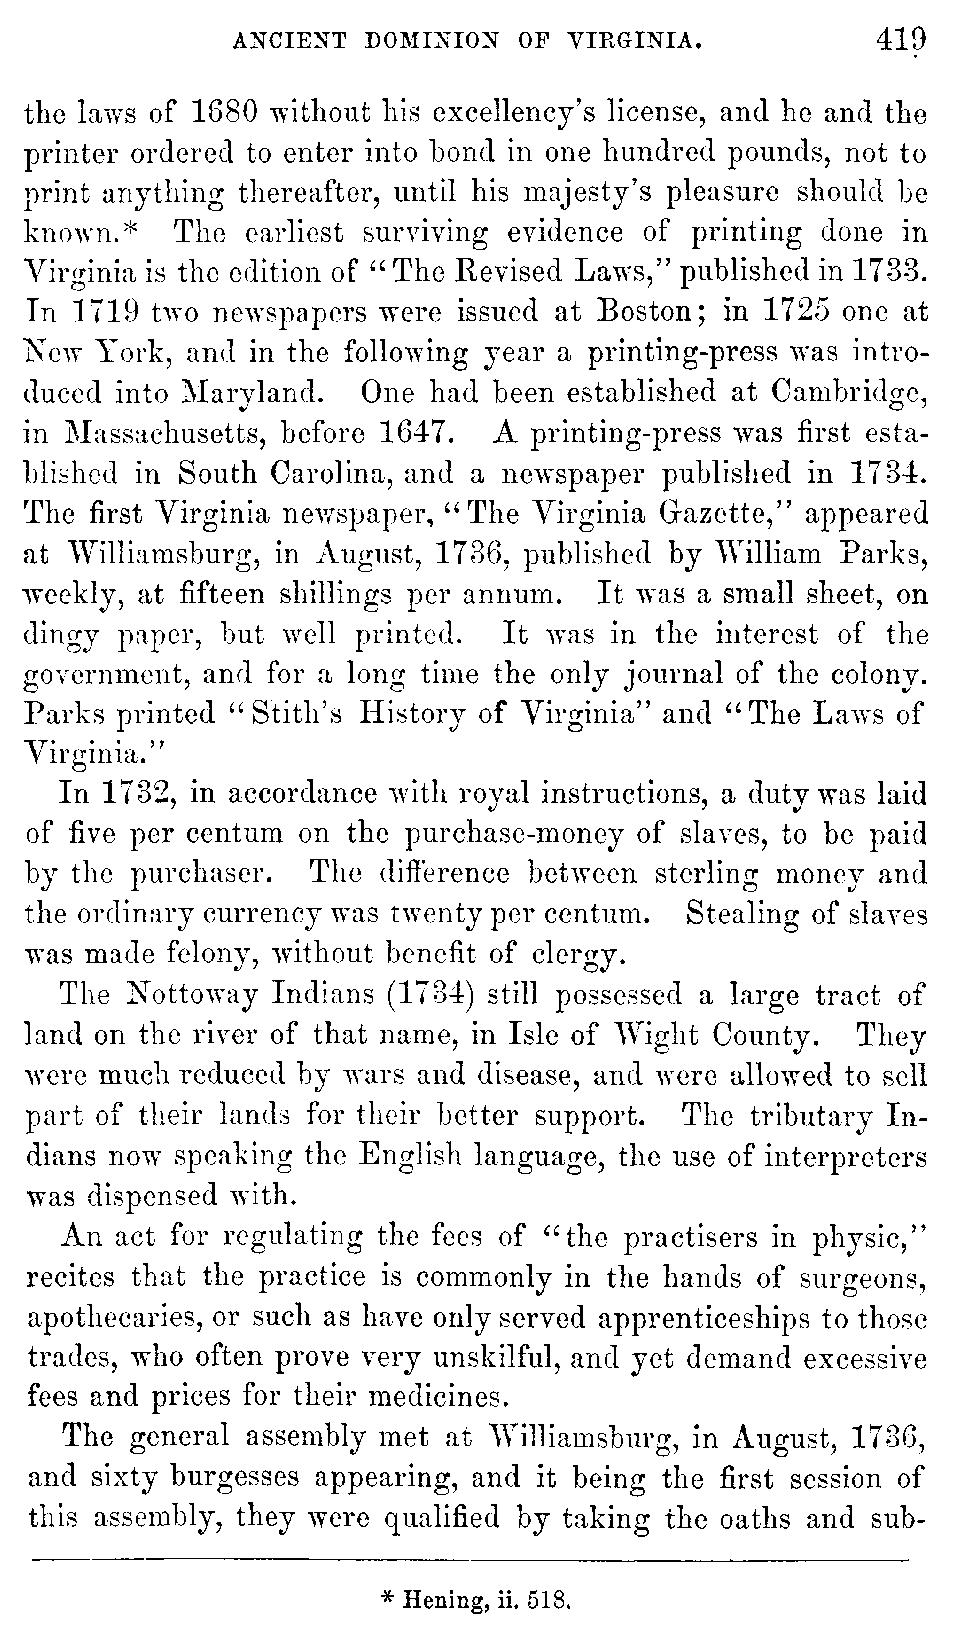 ANCIENT DOMINION OF VIRGINIA. 419
the laws of 1680 without his excellency's license, and he and the
printer ordered to enter into bond in one hundred pounds, not to
print anything thereafter, until his majesty's pleasure should be
known.* The earliest surviving evidence of printing done in
Virginia is the edition of "The Revised Laws," published in 1733.
In 1719 two newspapers were issued at Boston; in 1725 one at
New York, and in the following year a printing-press was intro-
duced into Maryland. One had been established at Cambridge,
in Massachusetts, before 1647. A printing-press was first esta-
blished in South Carolina, and a newspaper published in 1734.
The first Virginia newspaper, "The Virginia Gazette," appeared
at Williamsburg, in August, 1736, published by William Parks,
weekly, at fifteen shillings per annum. It was a small sheet, on
dingy paper, but well printed. It was in the interest of the
government, and for a long time the only journal of the colony.
Parks printed "Stith's History of Virginia" and "The Laws of
Virginia."
In 1732, in accordance with royal instructions, a duty was laid
of five per centum on the purchase-money of slaves, to be paid
by the purchaser. The difference between sterling money and
the ordinary currency was twenty per centum. Stealing of slaves
was made felony, without benefit of clergy.
The Nottoway Indians (1734) still possessed a large tract of
land on the river of that name, in Isle of Wight County. They
were much reduced by wars and disease, and were allowed to sell
part of their lands for their better support. The tributary In-
dians now speaking the English language, the use of interpreters
was dispensed with.
An act for regulating the fees of "the practisers in physic,"
recites that the practice is commonly in the hands of surgeons,
apothecaries, or such as have only served apprenticeships to those
trades, who often prove very unskilful, and yet demand excessive
fees and prices for their medicines.
The general assembly met at Williamsburg, in August, 1736,
and sixty burgesses appearing, and it being the first session of
this assembly, they were qualified by taking the oaths and sub-
* Hening, ii. 518.